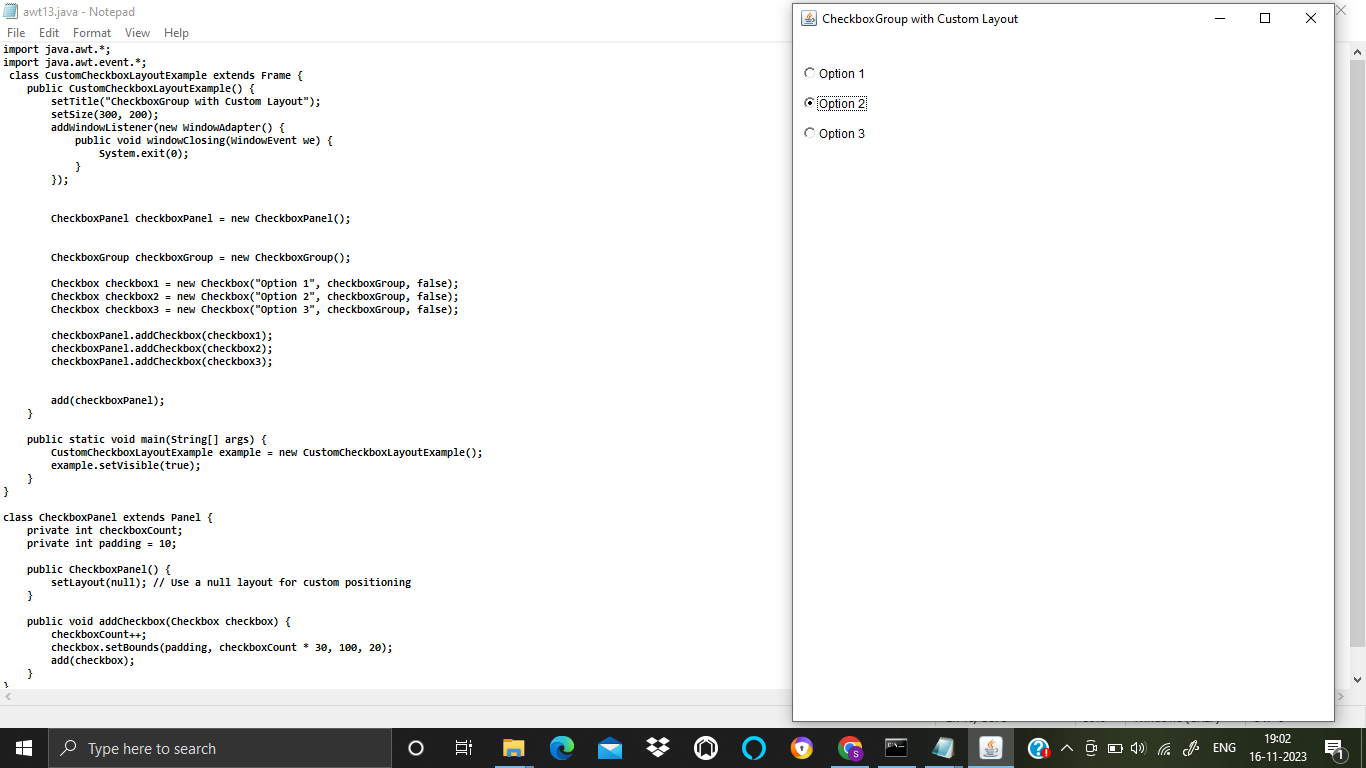 awt13.java - Notepad
File Edit Format View Help
import java.awt.*;
import java.awt.event.*;
class CustomCheckboxLayoutExample extends Frame {
public CustomCheckboxLayoutExample() {
setTitle("CheckboxGroup with Custom Layout");
setSize(300, 200);
addWindowListener(new WindowAdapter() {
public void windowClosing(WindowEvent we) {
System.exit(0);
}
});
CheckboxPanel checkboxPanel = new CheckboxPanel();
CheckboxGroup checkboxGroup = new CheckboxGroup();
Checkbox checkbox1 = new Checkbox("Option 1", checkboxGroup, false);
Checkbox checkbox2 = new Checkbox("Option 2", checkboxGroup, false);
Checkbox checkbox3 = new Checkbox("Option 3", checkboxGroup, false);
checkboxPanel.addCheckbox(checkbox1);
checkboxPanel.addCheckbox(checkbox2);
checkboxPanel.addCheckbox(checkbox3);
add(checkboxPanel);
}
public static void main(String[] args) {
CustomCheckboxLayoutExample example = new CustomCheckboxLayoutExample();
example.setVisible(true);
}
}
class CheckboxPanel extends Panel {
private int checkboxCount;
private int padding = 10;
public CheckboxPanel() {
setLayout(null); // Use a null layout for custom positioning
}
public void addCheckbox(Checkbox checkbox) {
checkboxCount++;
checkbox.setBounds(padding, checkboxCount * 30, 100, 20);
add(checkbox);
}
}
CheckboxGroup with Custom Layout
Option 1
Option 2
Option 3
Type here to search
ENG
19:02
16-11-2023
1